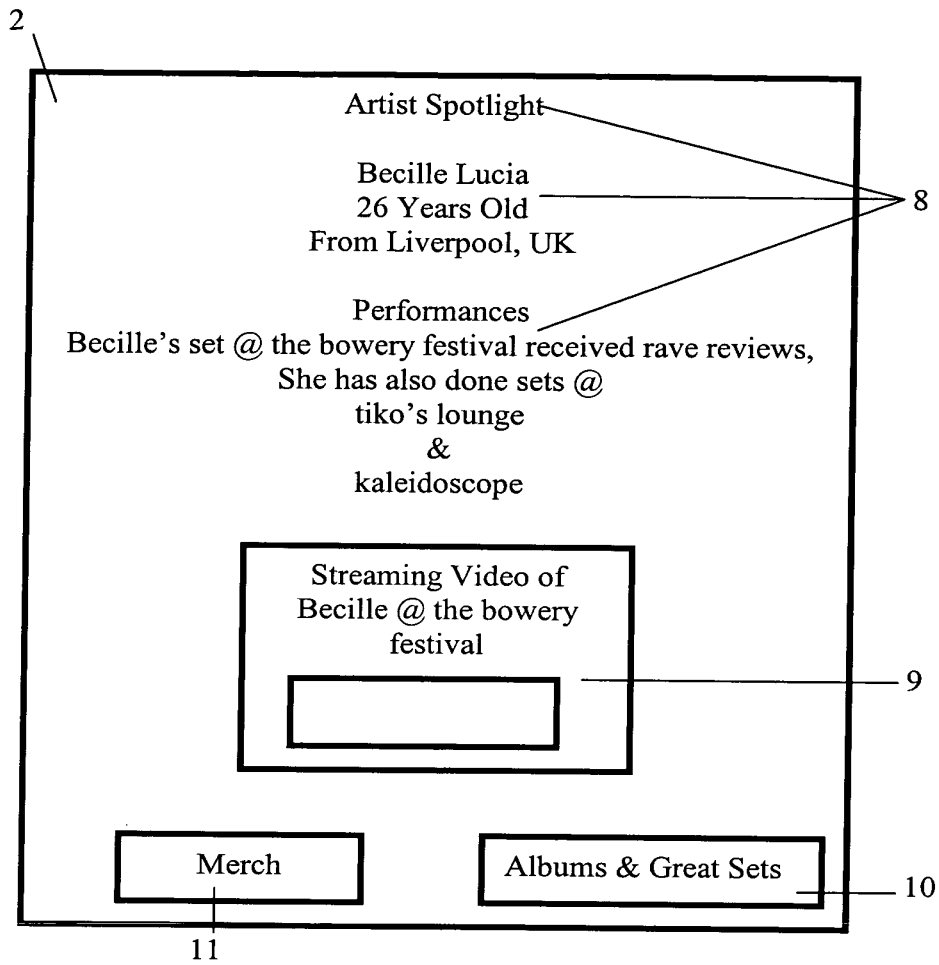 2
Artist Spotlight
Becille Lucia
26 Years Old
From Liverpool, UK
8
Performances
Becille's set @ the bowery festival received rave reviews,
She has also done sets @
tiko's lounge
&
kaleidoscope
Streaming Video of
Becille @ the bowery
festival
9
Merch
Albums & Great Sets
10
11